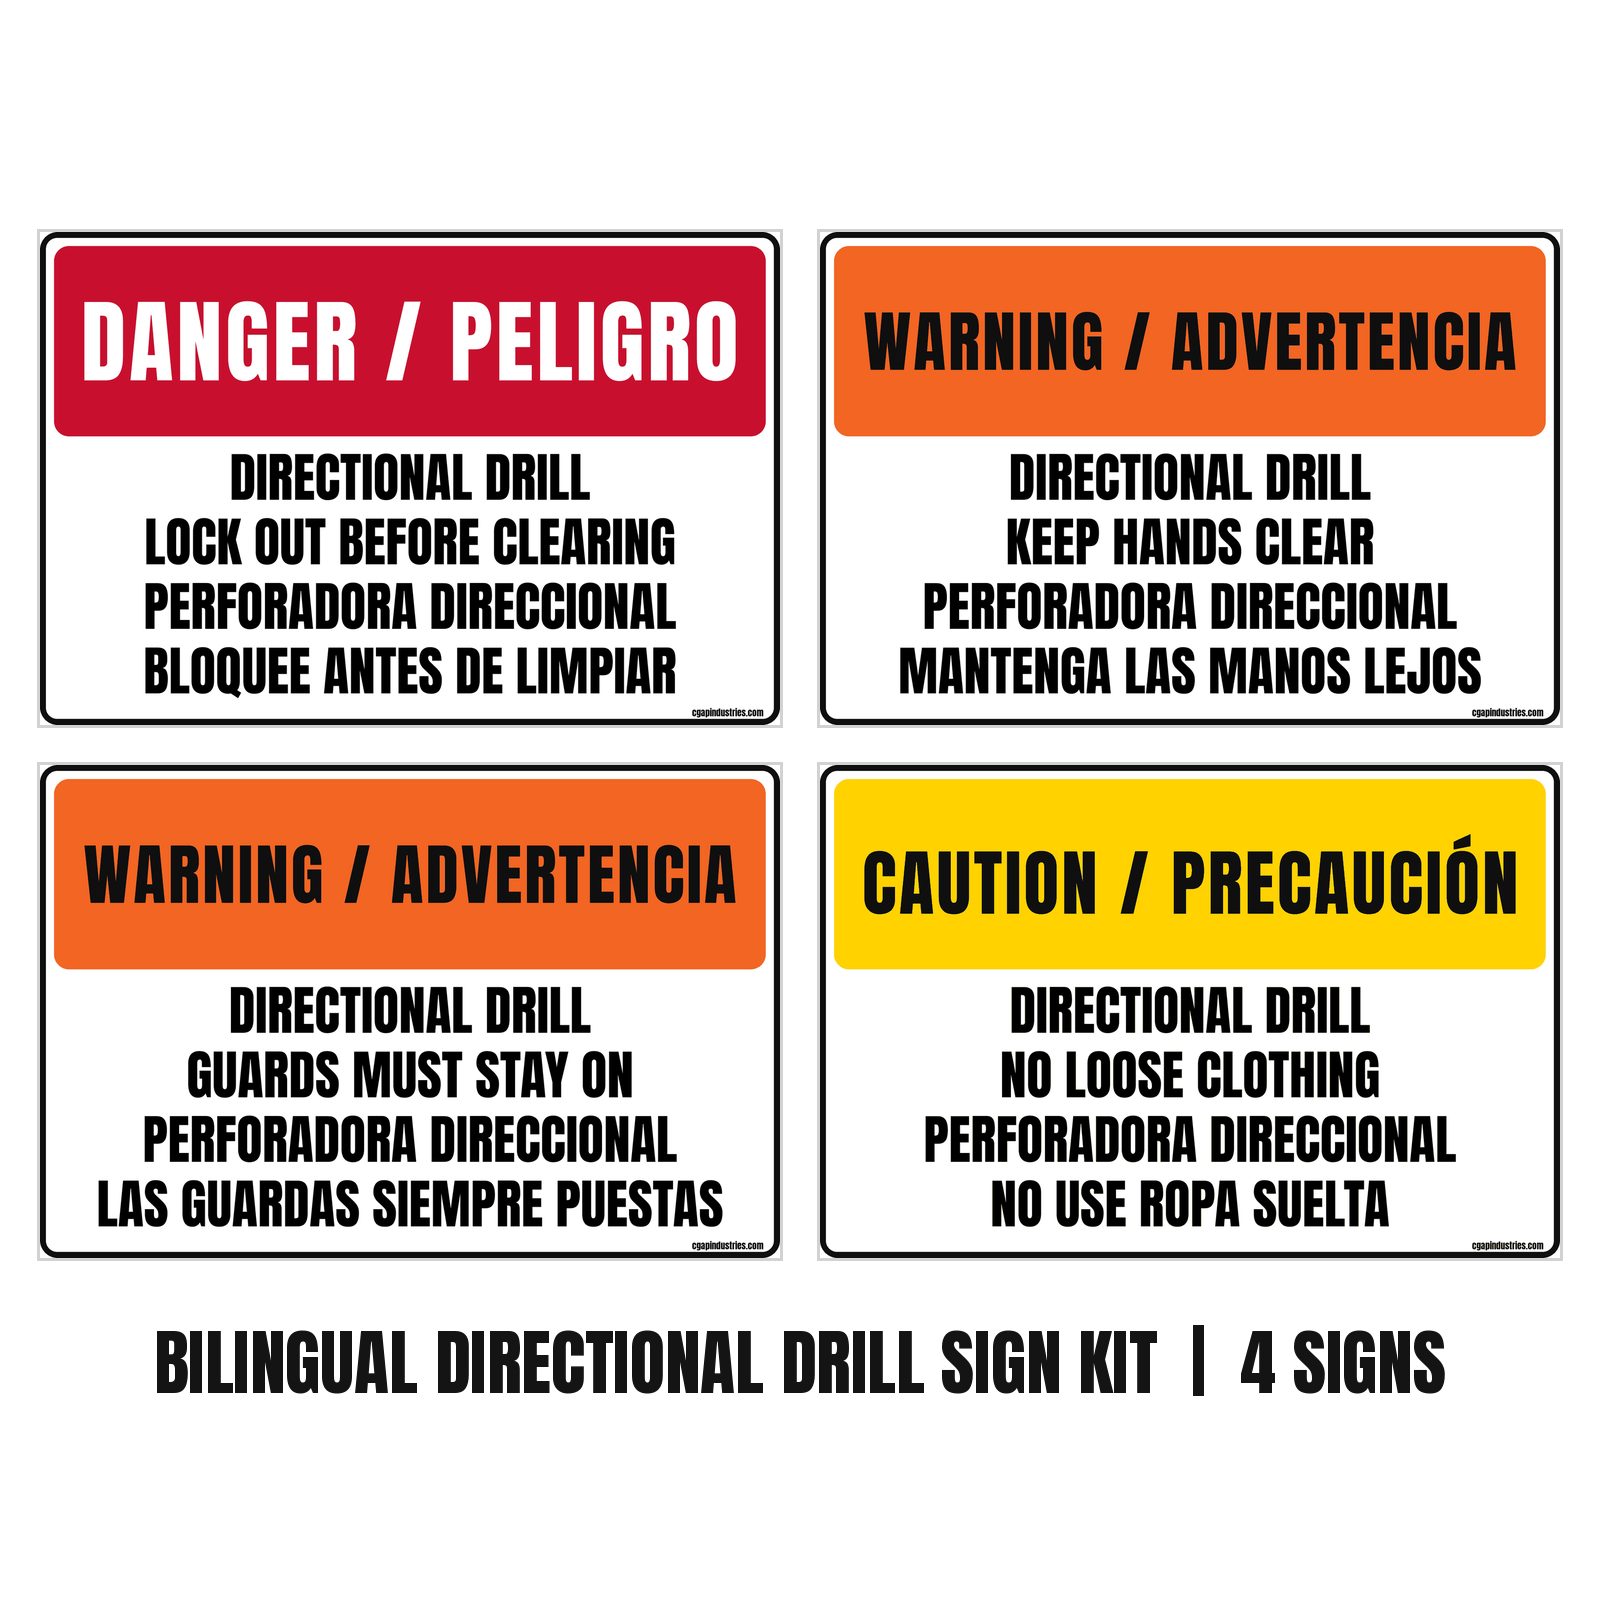 DANGER / PELIGRO
DIRECTIONAL DRILL
LOCK OUT BEFORE CLEARING
PERFORADORA DIRECCIONAL
BLOQUEE ANTES DE LIMPIAR
cgapindustries.com
WARNING / ADVERTENCIA
DIRECTIONAL DRILL
KEEP HANDS CLEAR
PERFORADORA DIRECCIONAL
MANTENGA LAS MANOS LEJOS
cgapindustries.com
WARNING / ADVERTENCIA
DIRECTIONAL DRILL
GUARDS MUST STAY ON
PERFORADORA DIRECCIONAL
LAS GUARDAS SIEMPRE PUESTAS
cgapindustries.com
CAUTION / PRECAUCIÓN
DIRECTIONAL DRILL
NO LOOSE CLOTHING
PERFORADORA DIRECCIONAL
NO USE ROPA SUELTA
cgapindustries.com
BILINGUAL DIRECTIONAL DRILL SIGN KIT | 4 SIGNS